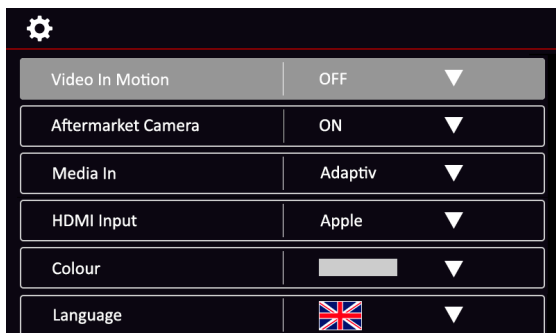 Video In Motion OFF
Aftermarket Camera ON
Media In Adaptiv
HDMI Input Apple
Colour
Language